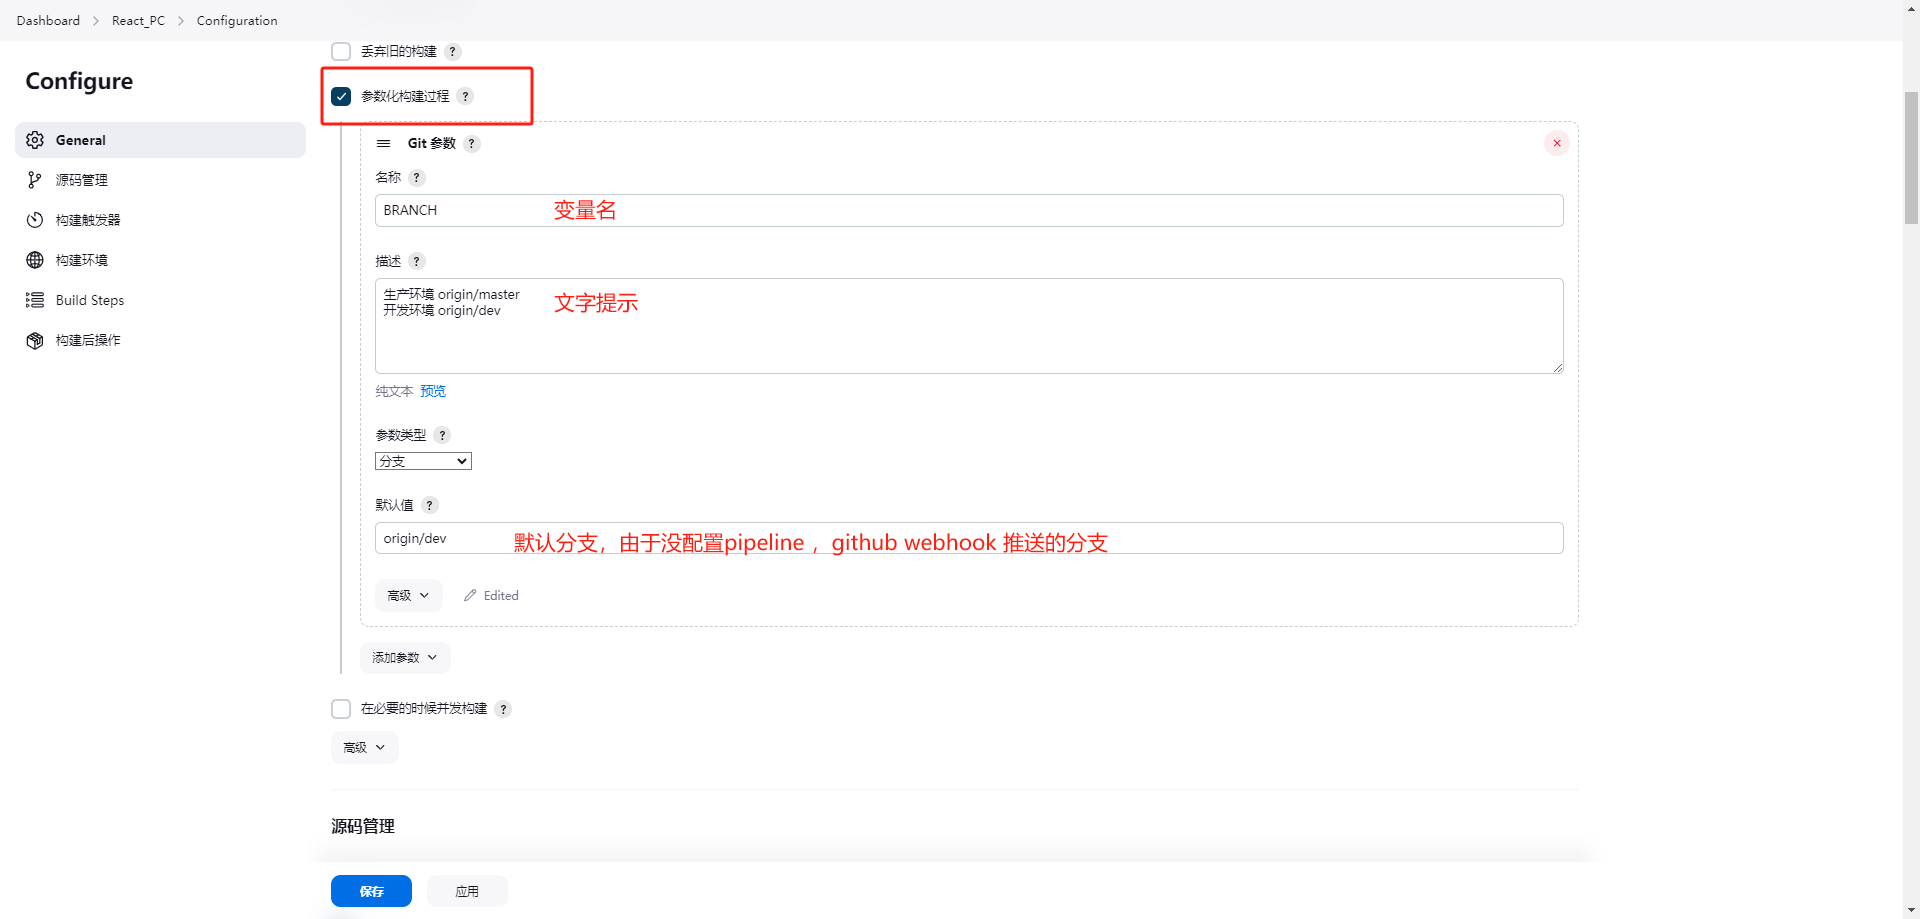 Dashboard > React_PC > Configuration
Configure
General
源码管理
构建触发器
构建环境
Build Steps
构建后操作
丢弃旧的构建 ?
参数化构建过程 ?
Git 参数 ?
名称 ?
BRANCH 变量名
描述 ?
生产环境 origin/master
开发环境 origin/dev
文字提示
纯文本 预览
参数类型 ?
分支
默认值 ?
origin/dev 默认分支，由于没配置pipeline ，github webhook 推送的分支
高级 Edited
添加参数
在必要的时候并发构建 ?
高级
源码管理
保存 应用